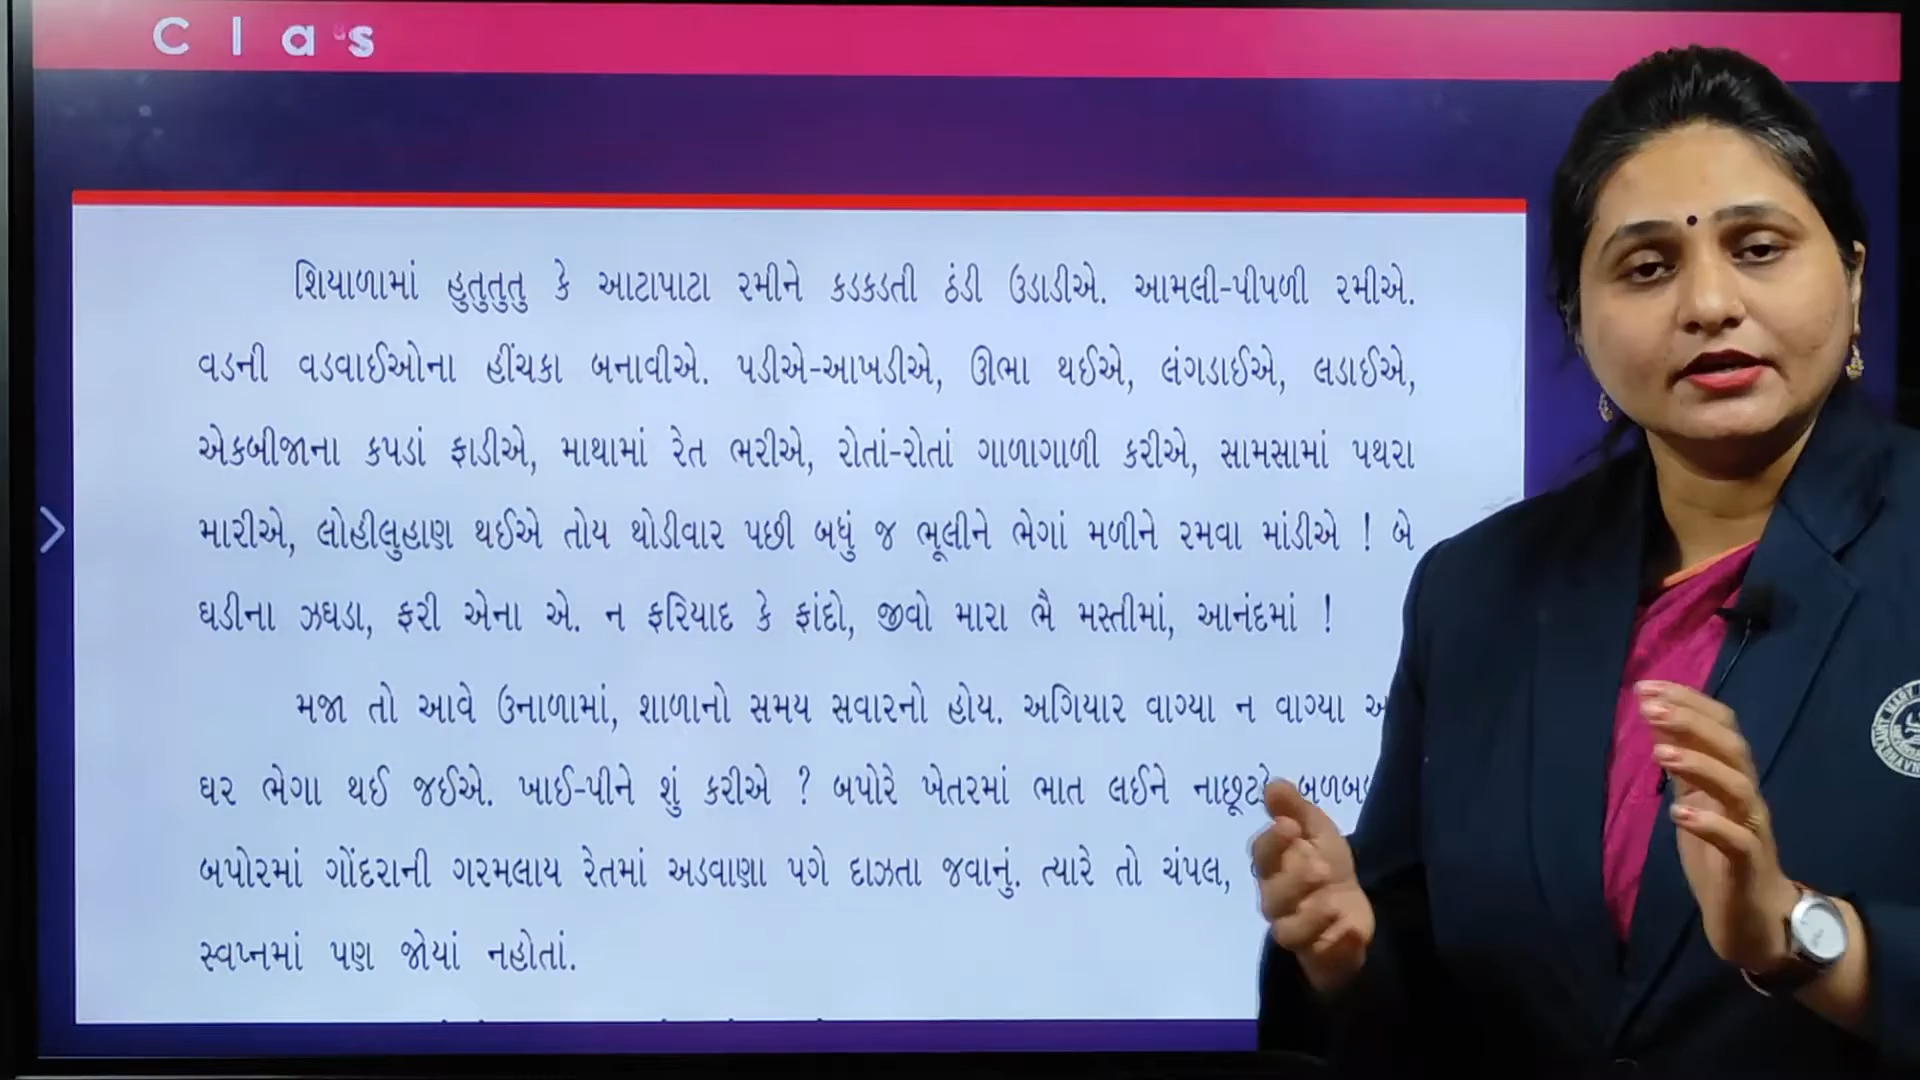 Clas
શિયાળામાં હુતુતુતુ કે આટાપાટા રમીને કડકડતી ઠંડી ઉડાડીએ. આમલી-પીપળી રમીએ.
વડની વડવાઈઓના હીંચકા બનાવીએ. પડીએ-આખડીએ, ઊભા થઈએ, લંગડાઈએ, લડાઈએ,
એકબીજાના કપડાં ફાડીએ, માથામાં રેત ભરીએ, રોતાં-રોતાં ગાળાગાળી કરીએ, સામસામાં પથરા
મારીએ, લોહીલુહાણ થઈએ તોય થોડીવાર પછી બધું જ ભૂલીને ભેગાં મળીને રમવા માંડીએ ! બે
ઘડીના ઝઘડા, ફરી એના એ. ન ફરિયાદ કે ફાંદો, જીવો મારા ભૈ મસ્તીમાં, આનંદમાં !
મજા તો આવે ઉનાળામાં, શાળાનો સમય સવારનો હોય. અગિયાર વાગ્યા ન વાગ્યા
ઘર ભેગા થઈ જઈએ. ખાઈ-પીને શું કરીએ ? બપોરે ખેતરમાં ભાત લઈને નાછૂટકે
બપોરમાં ગોંદરાની ગરમલાય રેતમાં અડવાણા પગે દાઝતા જવાનું. ત્યારે તો ચંપલ,
સ્વપ્નમાં પણ જોયાં નહોતાં.